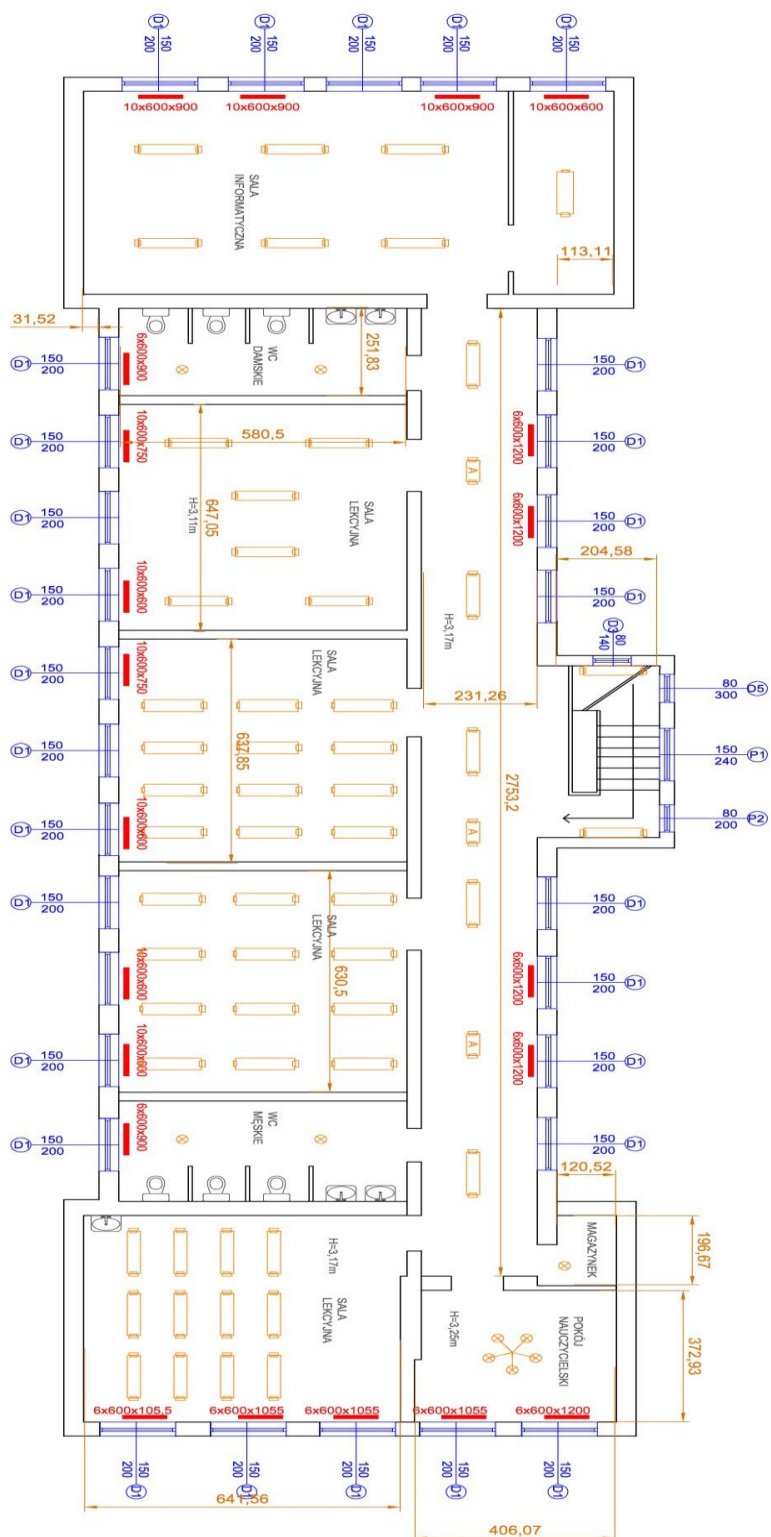 D1 150 200
D1 150 200
D1 150 200
D1 150 200
D1 150 200
10x600x900
10x600x900
10x600x900
10x600x600
SALA
INFORMATYCZNA
113,11
31,52
WC
DAMSKIE
251,83
6x600x900
D1 150 200
D1 150 200
10x600x750
580,5
6x600x1200
D1 150 200
D1 150 200
647,05
H=3,11m
SALA
LEKCYJNA
6x600x1200
D1 150 200
D1 150 200
204,58
10x600x600
D1 150 200
D1 150 200
A
H=3,17m
D3 80 140
10x600x750
SALA
LEKCYJNA
D1 150 200
231,26
80 300 D5
637,85
D1 150 200
2753,2
150 240 P1
10x600x600
D1 150 200
A
80 200 P2
D1 150 200
D1 150 200
SALA
LEKCYJNA
630,5
10x600x600
6x600x1200
D1 150 200
10x600x600
A
6x600x1200
D1 150 200
D1 150 200
6x600x900
WC
MĘSKIE
D1 150 200
D1 150 200
120,52
MAGAZYNEK
196,67
H=3,17m
SALA
LEKCYJNA
H=3,25m
POKÓJ
NAUCZYCIELSKI
372,93
6x600x105,5
6x600x1055
6x600x1055
6x600x1055
6x600x1200
D1 150 200
D1 150 200
D1 150 200
D1 150 200
D1 150 200
641,56
406,07